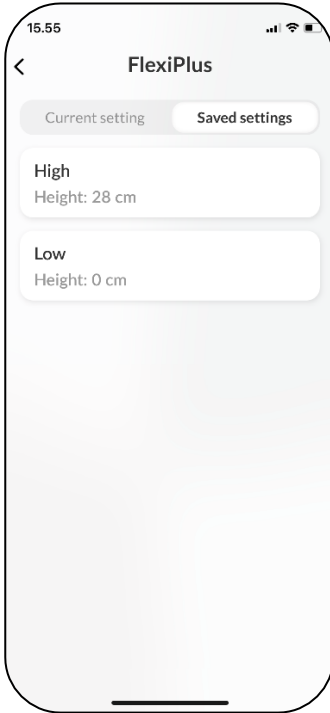 15.55
FlexiPlus
Current setting Saved settings
High
Height: 28 cm
Low
Height: 0 cm